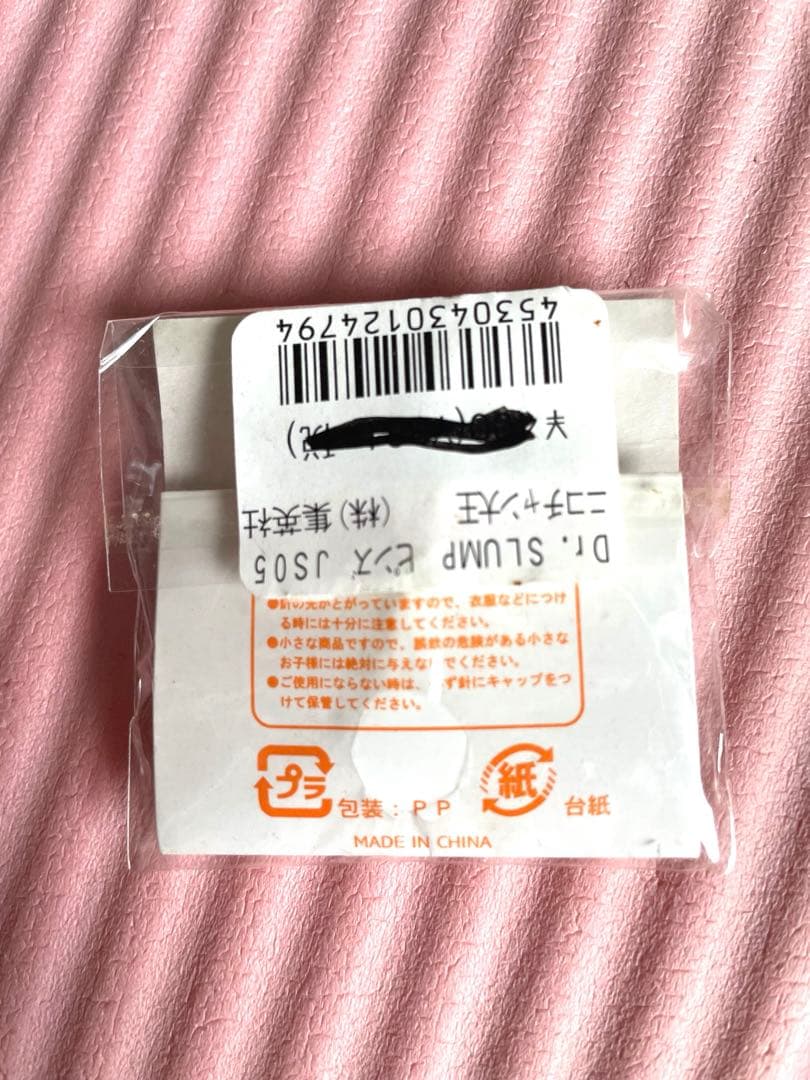 Dr. SLUMP ピンズ JS05
ニコチャン大王 (株)集英社
¥ 税)
4530430124794
●針の先がとがっていますので、衣服などにつけ
る時には十分に注意してください。
●小さな商品ですので、誤飲の危険がある小さな
お子様には絶対に与えな でください。
●ご使用にならない時は、 ず針にキャップをつ
けて保管してください。
プラ 包装：ＰＰ 紙 台紙
MADE IN CHINA